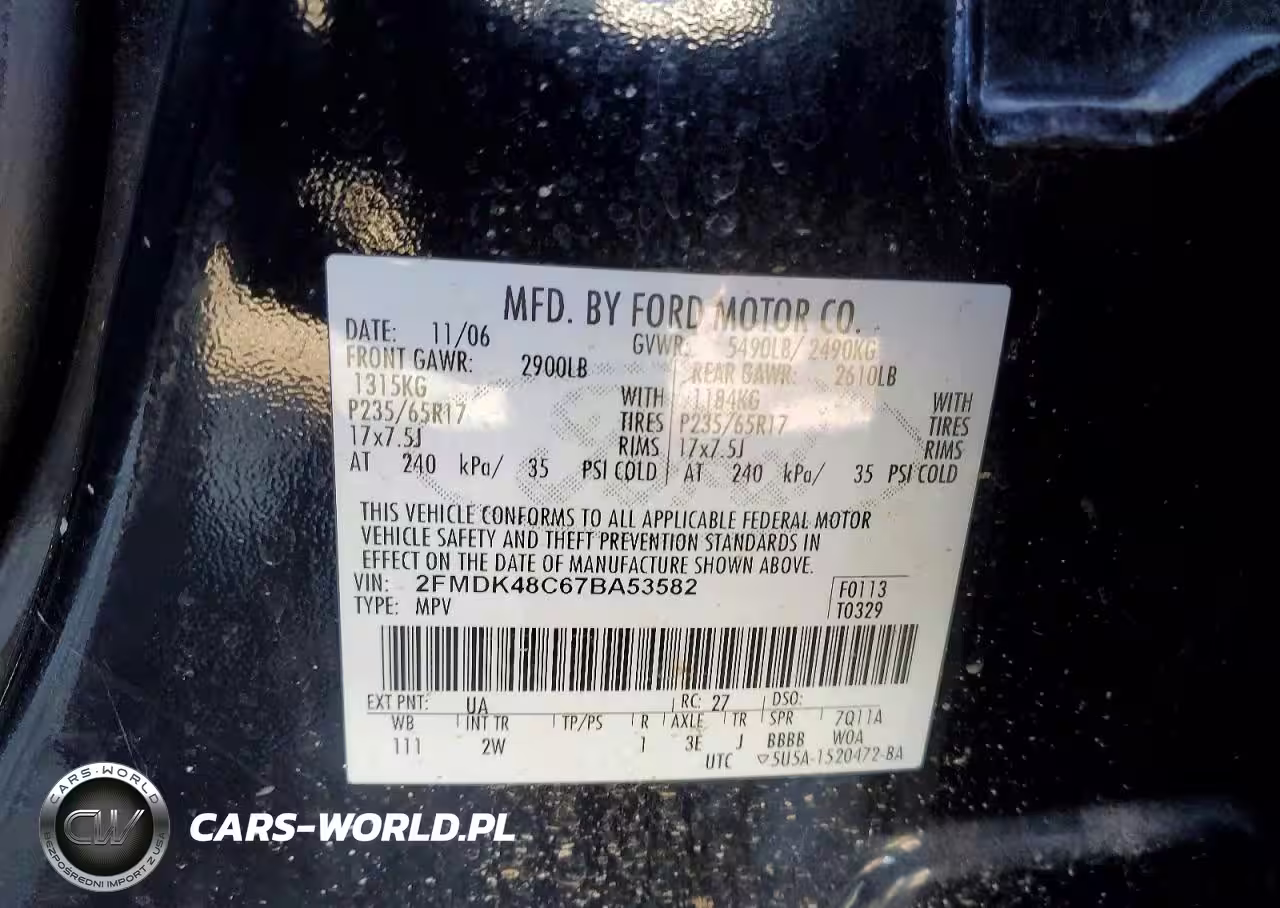 MFD. BY FORD MOTOR CO.
DATE: 11/06 GVWR: 5490LB/ 2490KG
FRONT GAWR: 2900LB REAR GAWR: 2610LB
1315KG WITH 1184KG WITH
P235/65R17 TIRES P235/65R17 TIRES
17x7.5J RIMS 17x7.5J RIMS
AT 240 kPa/ 35 PSI COLD AT 240 kPa/ 35 PSI COLD
THIS VEHICLE CONFORMS TO ALL APPLICABLE FEDERAL MOTOR
VEHICLE SAFETY AND THEFT PREVENTION STANDARDS IN
EFFECT ON THE DATE OF MANUFACTURE SHOWN ABOVE.
VIN: 2FMDK48C67BA53582 F0113
TYPE: MPV T0329
EXT PNT: UA RC: 27 DSO:
WB INT TR TP/PS R AXLE TR SPR 7Q11A
111 2W 1 3E J BBBB W0A
UTC ▽5U5A-1520472-BA
CARS-WORLD
CW
BEZPOŚREDNI IMPORT Z USA
CARS-WORLD.PL